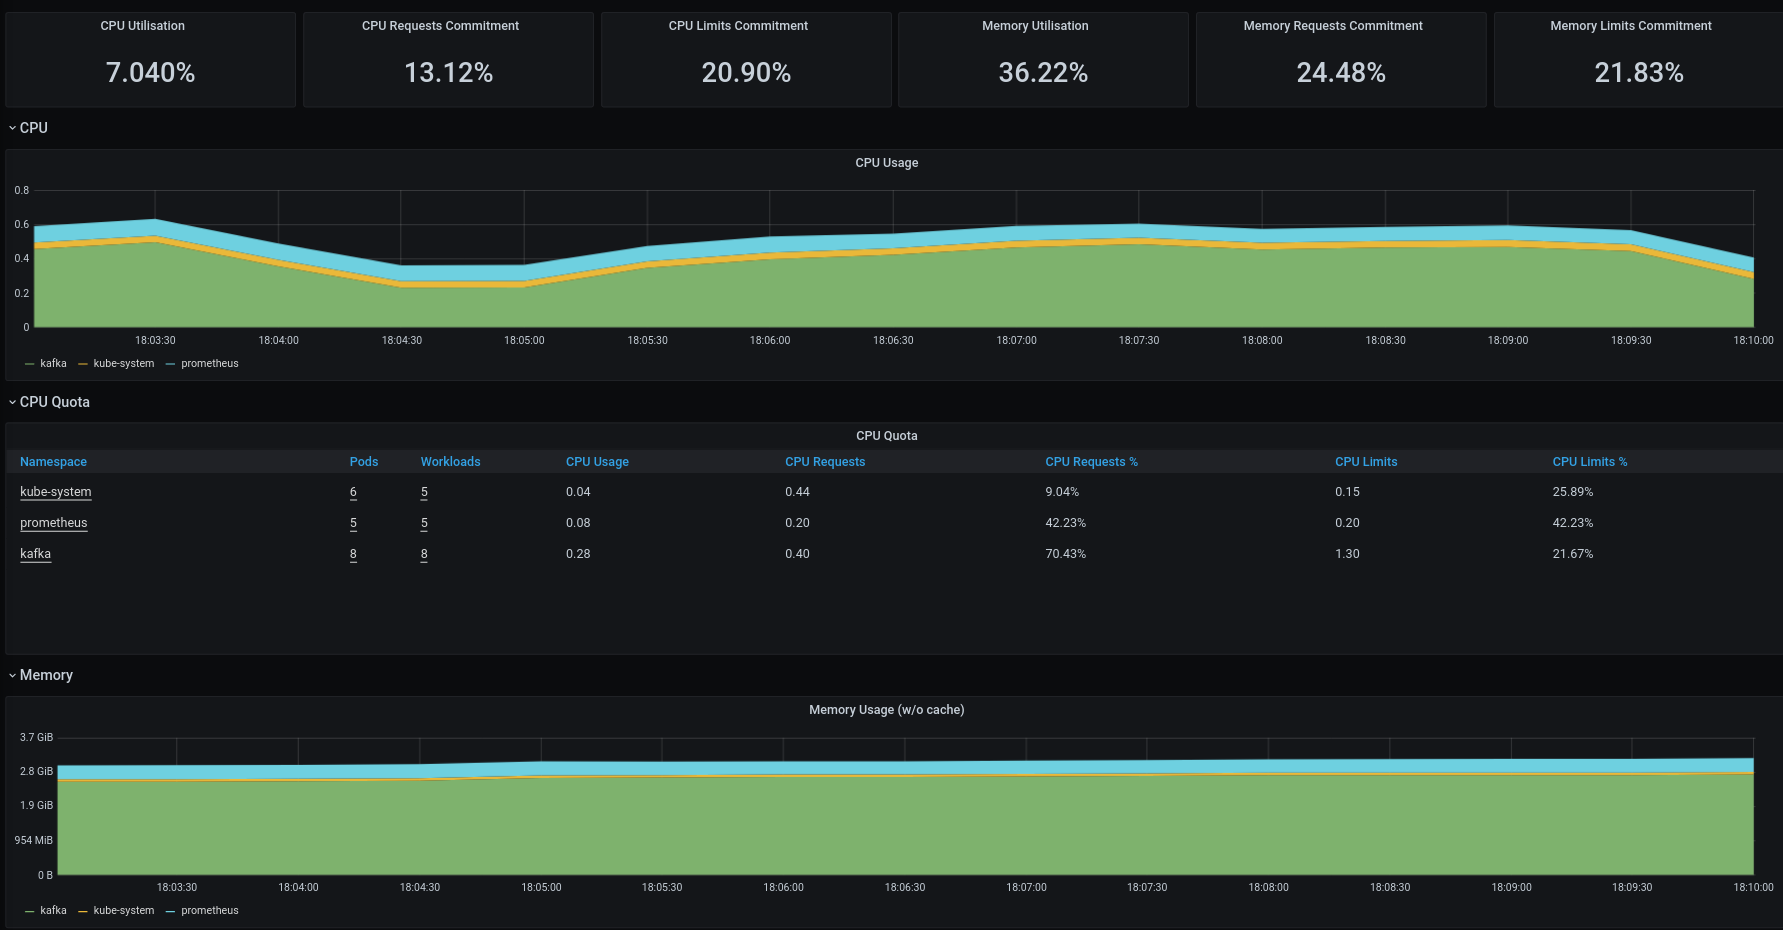 CPU Utilisation CPU Requests Commitment CPU Limits Commitment Memory Utilisation Memory Requests Commitment Memory Limits Commitment
7.040% 13.12% 20.90% 36.22% 24.48% 21.83%
CPU
CPU Usage
0.8
0.6
0.4
0.2
0
18:03:30 18:04:00 18:04:30 18:05:00 18:05:30 18:06:00 18:06:30 18:07:00 18:07:30 18:08:00 18:08:30 18:09:00 18:09:30 18:10:00
kafka kube-system prometheus
CPU Quota
CPU Quota
Namespace Pods Workloads CPU Usage CPU Requests CPU Requests % CPU Limits CPU Limits %
kube-system 6 5 0.04 0.44 9.04% 0.15 25.89%
prometheus 5 5 0.08 0.20 42.23% 0.20 42.23%
kafka 8 8 0.28 0.40 70.43% 1.30 21.67%
Memory
Memory Usage (w/o cache)
3.7 GiB
2.8 GiB
1.9 GiB
954 MiB
0 B
18:03:30 18:04:00 18:04:30 18:05:00 18:05:30 18:06:00 18:06:30 18:07:00 18:07:30 18:08:00 18:08:30 18:09:00 18:09:30 18:10:00
kafka kube-system prometheus